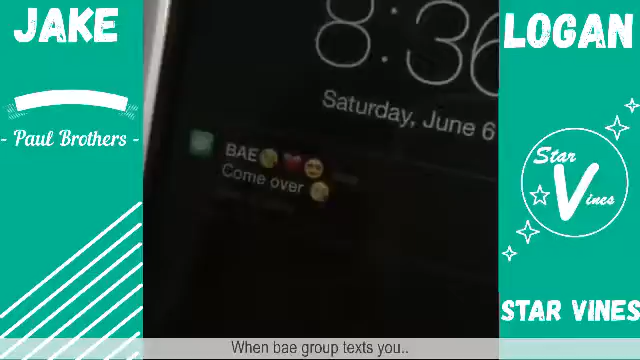 JAKE
- Paul Brothers -
8:36
Saturday, June 6
BAE😘 ❤️ 😍
Come over 😘
When bae group texts you..
LOGAN
Star
Vines
STAR VINES